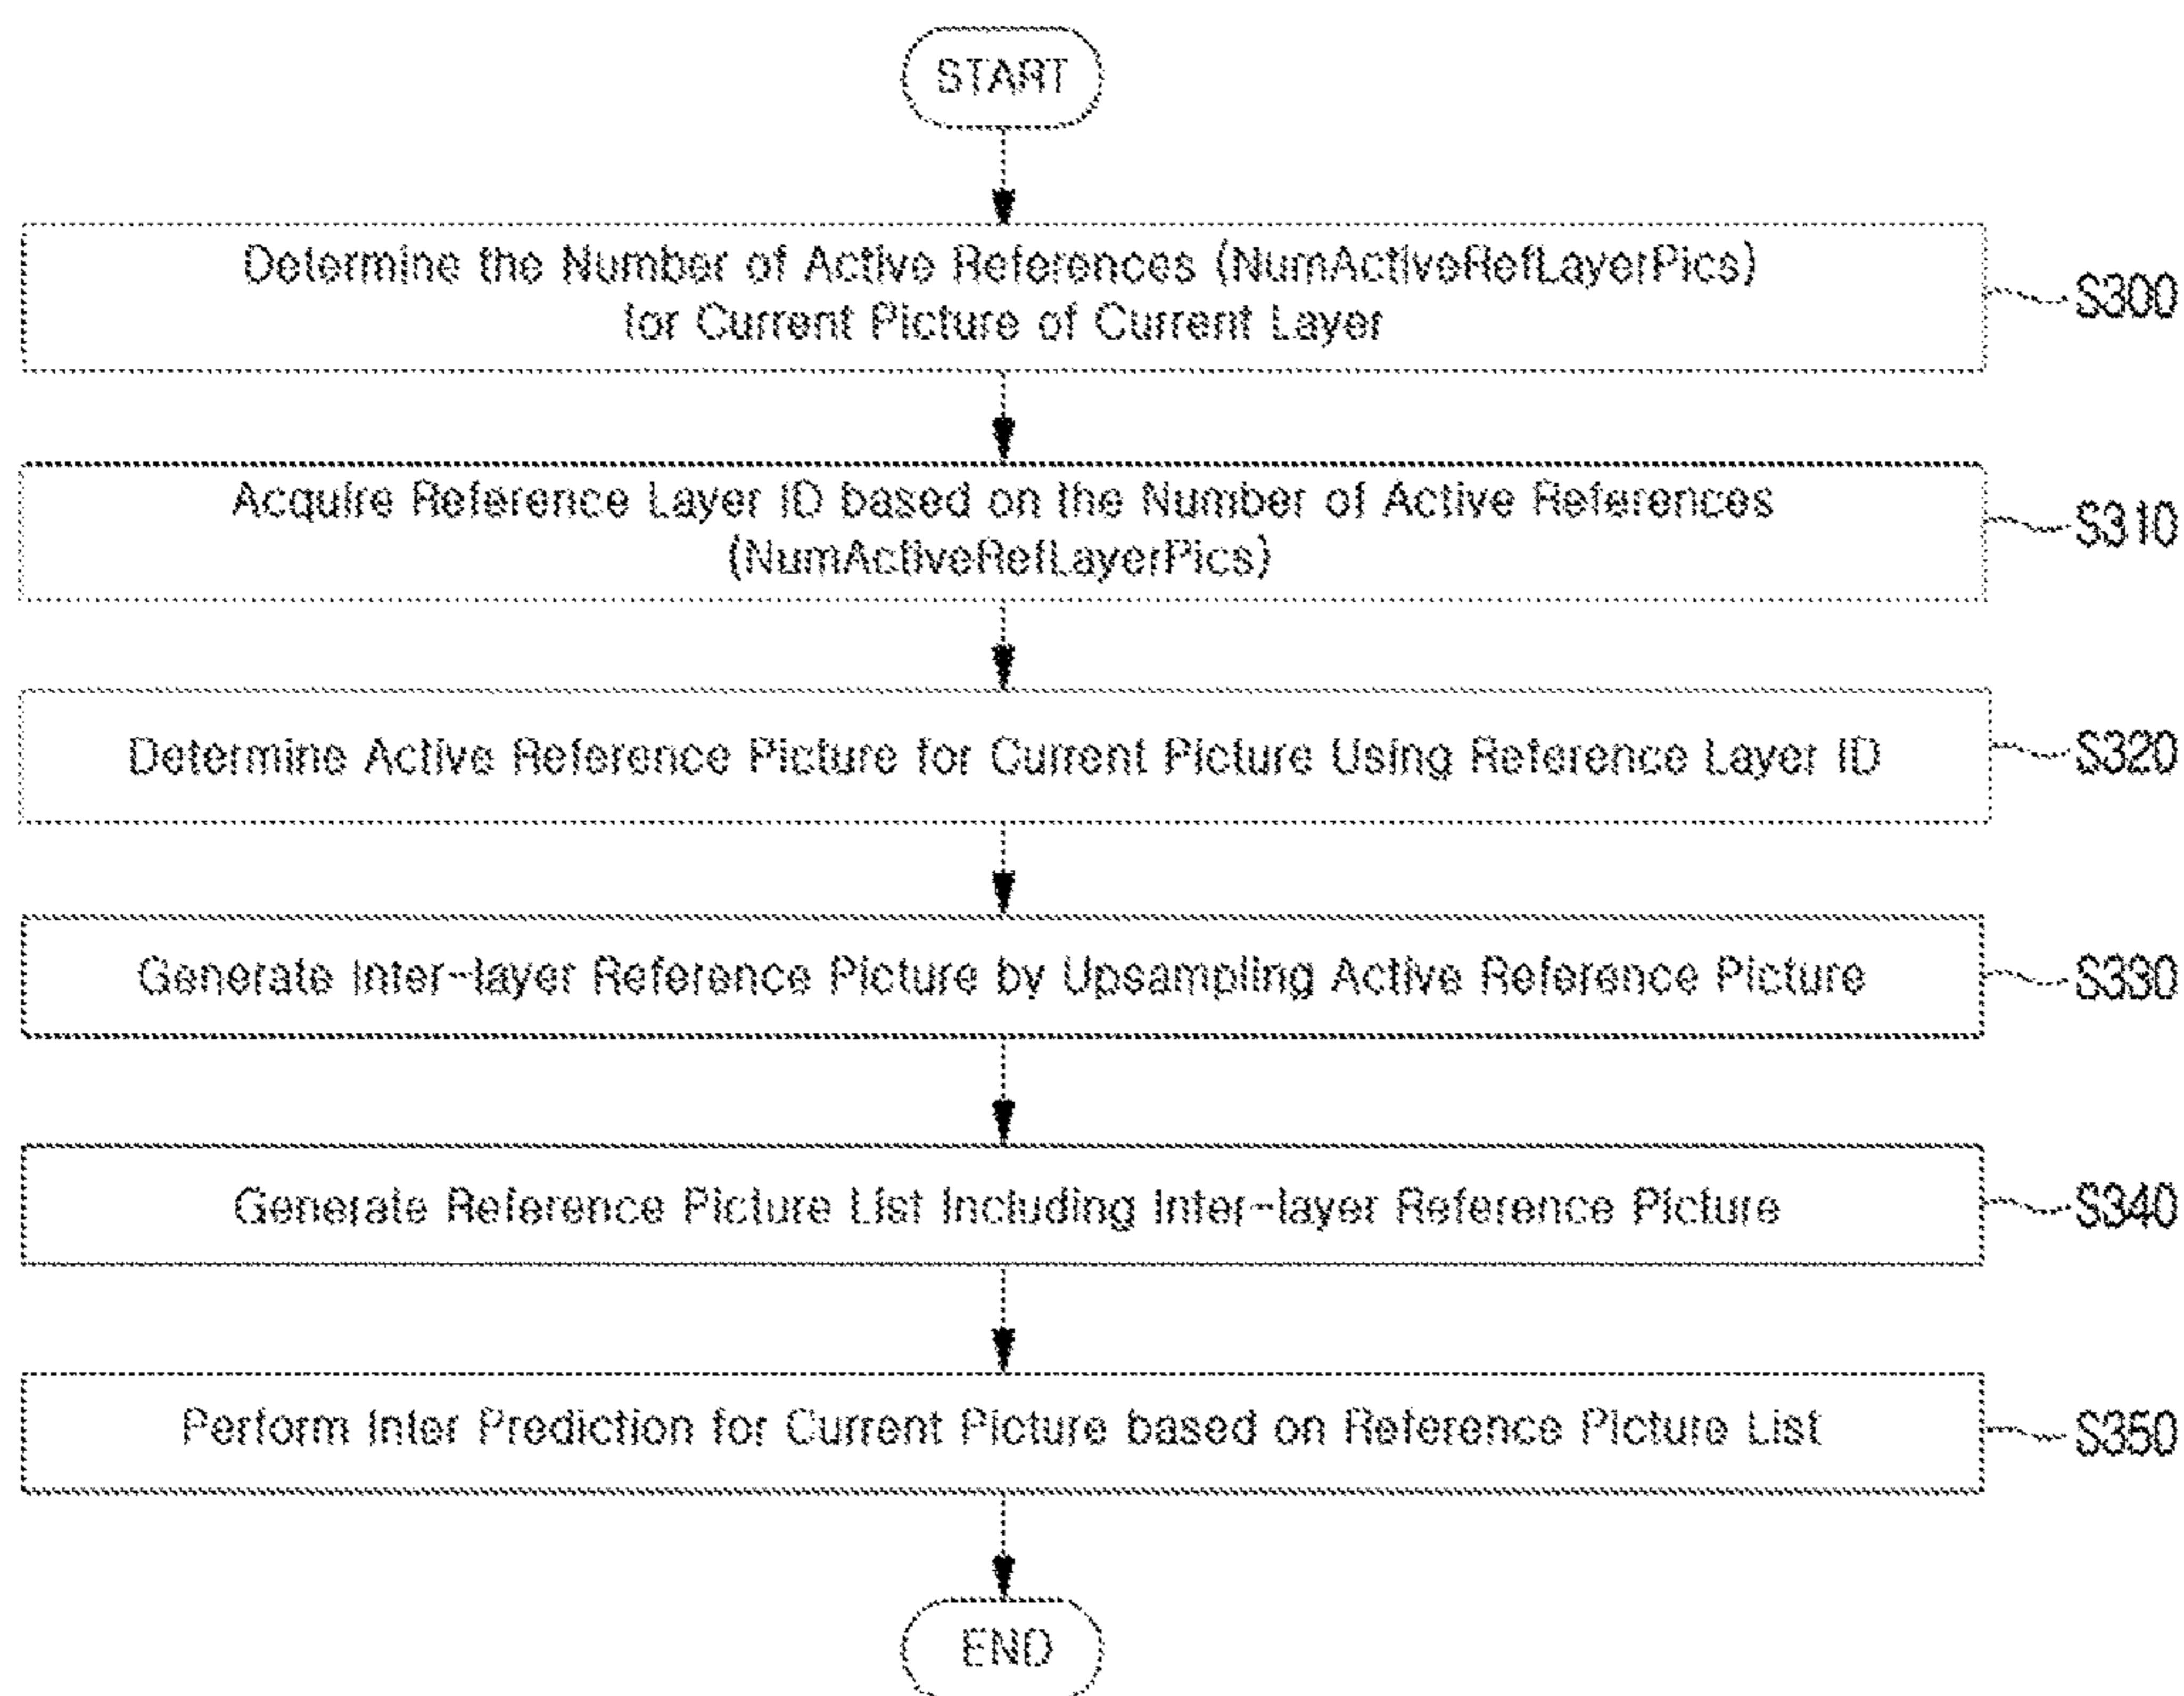 START
Determine the Number of Active References (NumActiveRefLayerPics)
for Current Picture of Current Layer
S300
Acquire Reference Layer ID based on the Number of Active References
(NumActiveRefLayerPics)
S310
Determine Active Reference Picture for Current Picture Using Reference Layer ID
S320
Generate Inter-layer Reference Picture by Upsampling Active Reference Picture
S330
Generate Reference Picture List Including Inter-layer Reference Picture
S340
Perform Inter Prediction for Current Picture based on Reference Picture List
S350
END